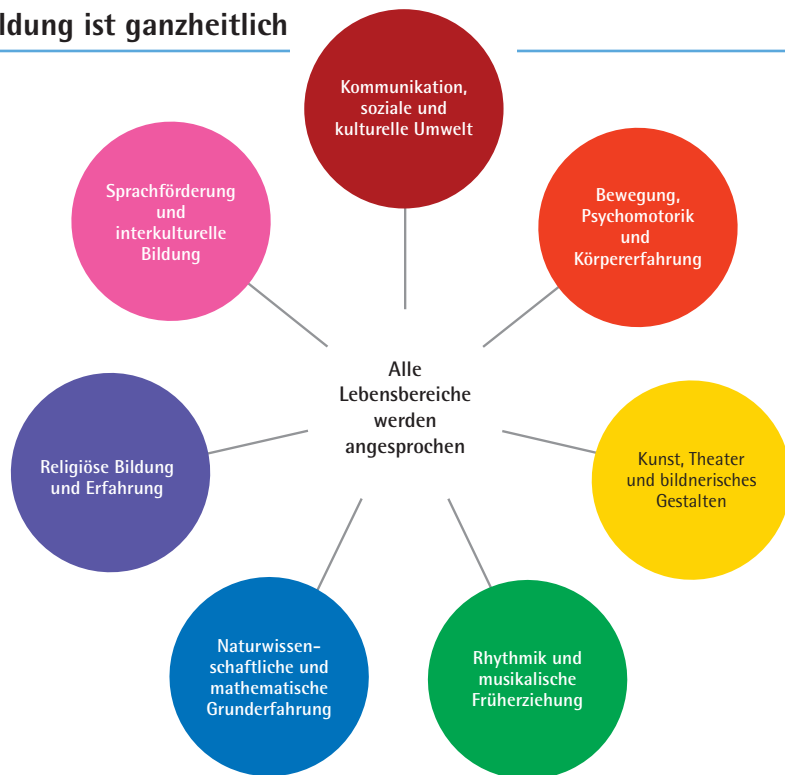 ldung ist ganzheitlich
Kommunikation,
soziale und
kulturelle Umwelt
Bewegung,
Psychomotorik
und
Körpererfahrung
Kunst, Theater
und bildnerisches
Gestalten
Rhythmik und
musikalische
Früherziehung
Naturwissen-
schaftliche und
mathematische
Grunderfahrung
Religiöse Bildung
und Erfahrung
Sprachförderung
und
interkulturelle
Bildung
Alle
Lebensbereiche
werden
angesprochen